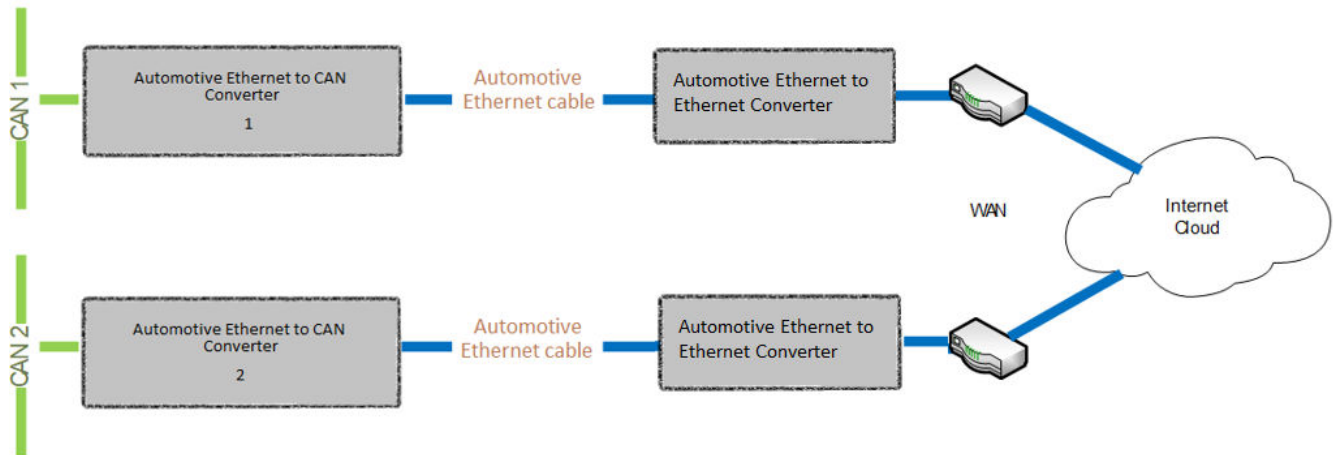 CAN 1
Automotive Ethernet to CAN
Converter
1
Automotive
Ethernet cable
Automotive Ethernet to
Ethernet Converter
WAN
Internet
Cloud
CAN 2
Automotive Ethernet to CAN
Converter
2
Automotive
Ethernet cable
Automotive Ethernet to
Ethernet Converter